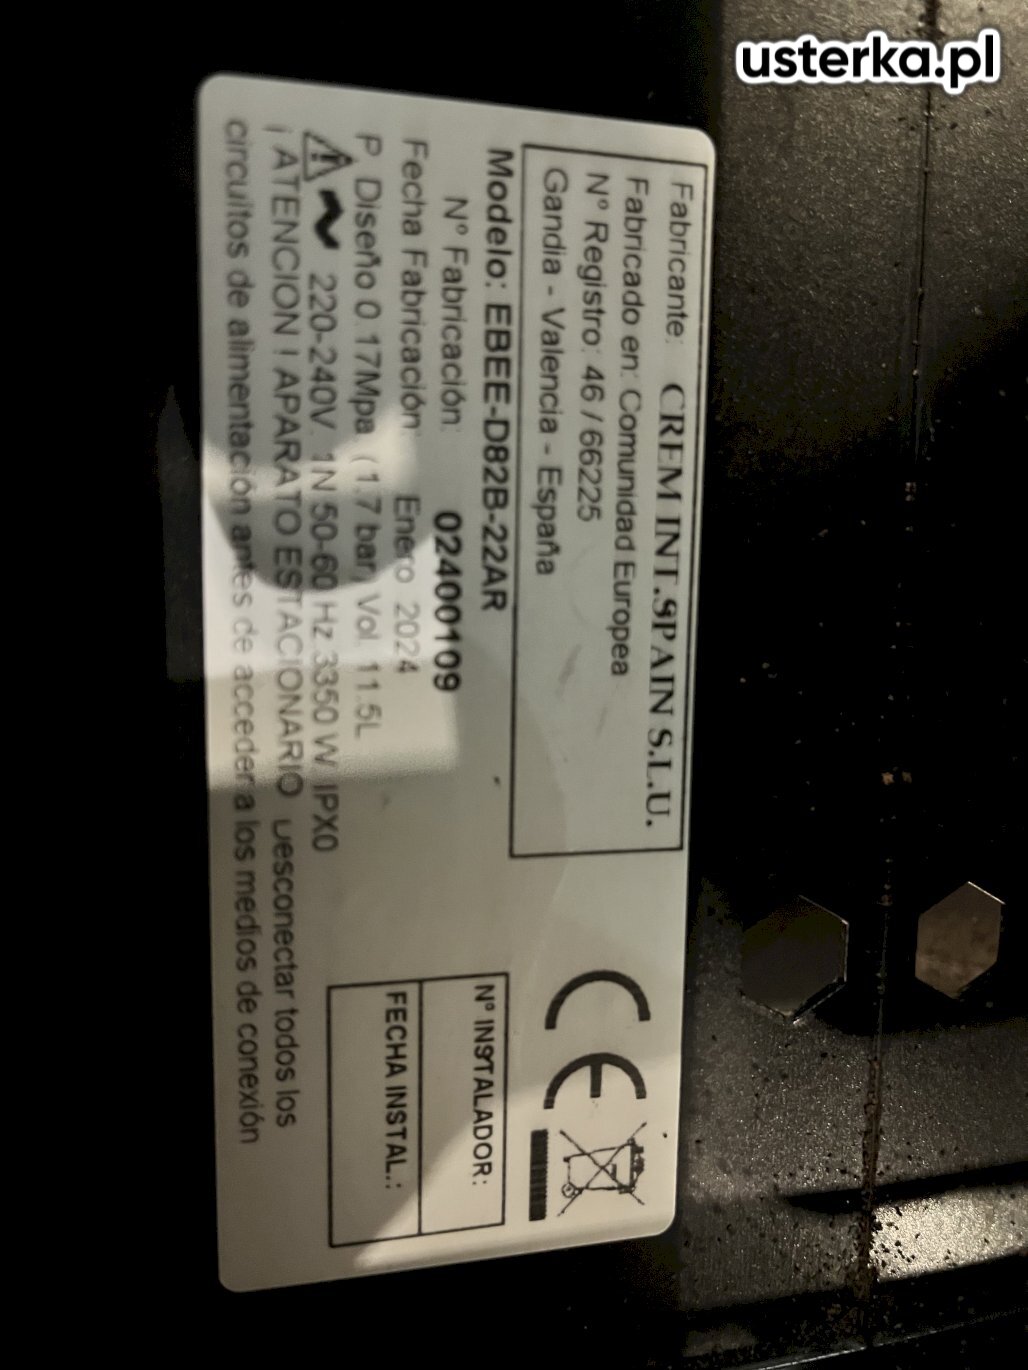 usterka.pl
Fabricante: CREM INT.SPAIN S.L.U.
Fabricado en: Comunidad Europea
Nº Registro: 46 / 66225
Gandia - Valencia - España
Modelo: EBEE-D82B-22AR
Nº Fabricación: 02400109
Fecha Fabricación: Enero 2024
P. Diseño 0.17Mpa (1.7 bar) Vol. 11.5L
220-240V. 1N 50-60 Hz 3350 W IPX0
¡ ATENCION ! APARATO ESTACIONARIO Desconectar todos los
circuitos de alimentación antes de acceder a los medios de conexión
CE
Nº INSTALADOR:
FECHA INSTAL.: